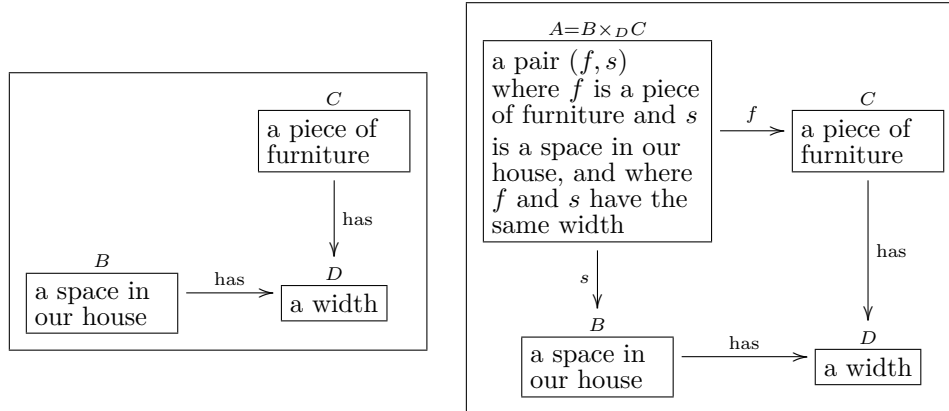 C
a piece of
furniture
has
B
a space in
our house
has
D
a width
A=B×_D C
a pair (f, s)
where f is a piece
of furniture and s
is a space in our
house, and where
f and s have the
same width
f
C
a piece of
furniture
s
has
B
a space in
our house
has
D
a width